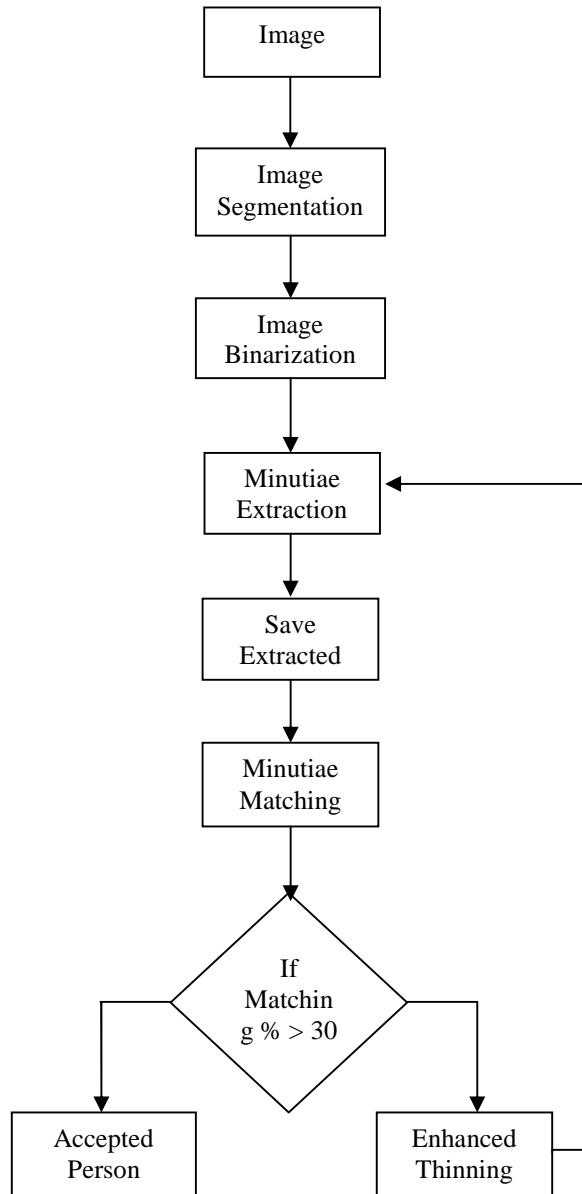 Image
Image
Segmentation
Image
Binarization
Minutiae
Extraction
Save
Extracted
Minutiae
Matching
If
Matchin
g % > 30
Accepted
Person
Enhanced
Thinning